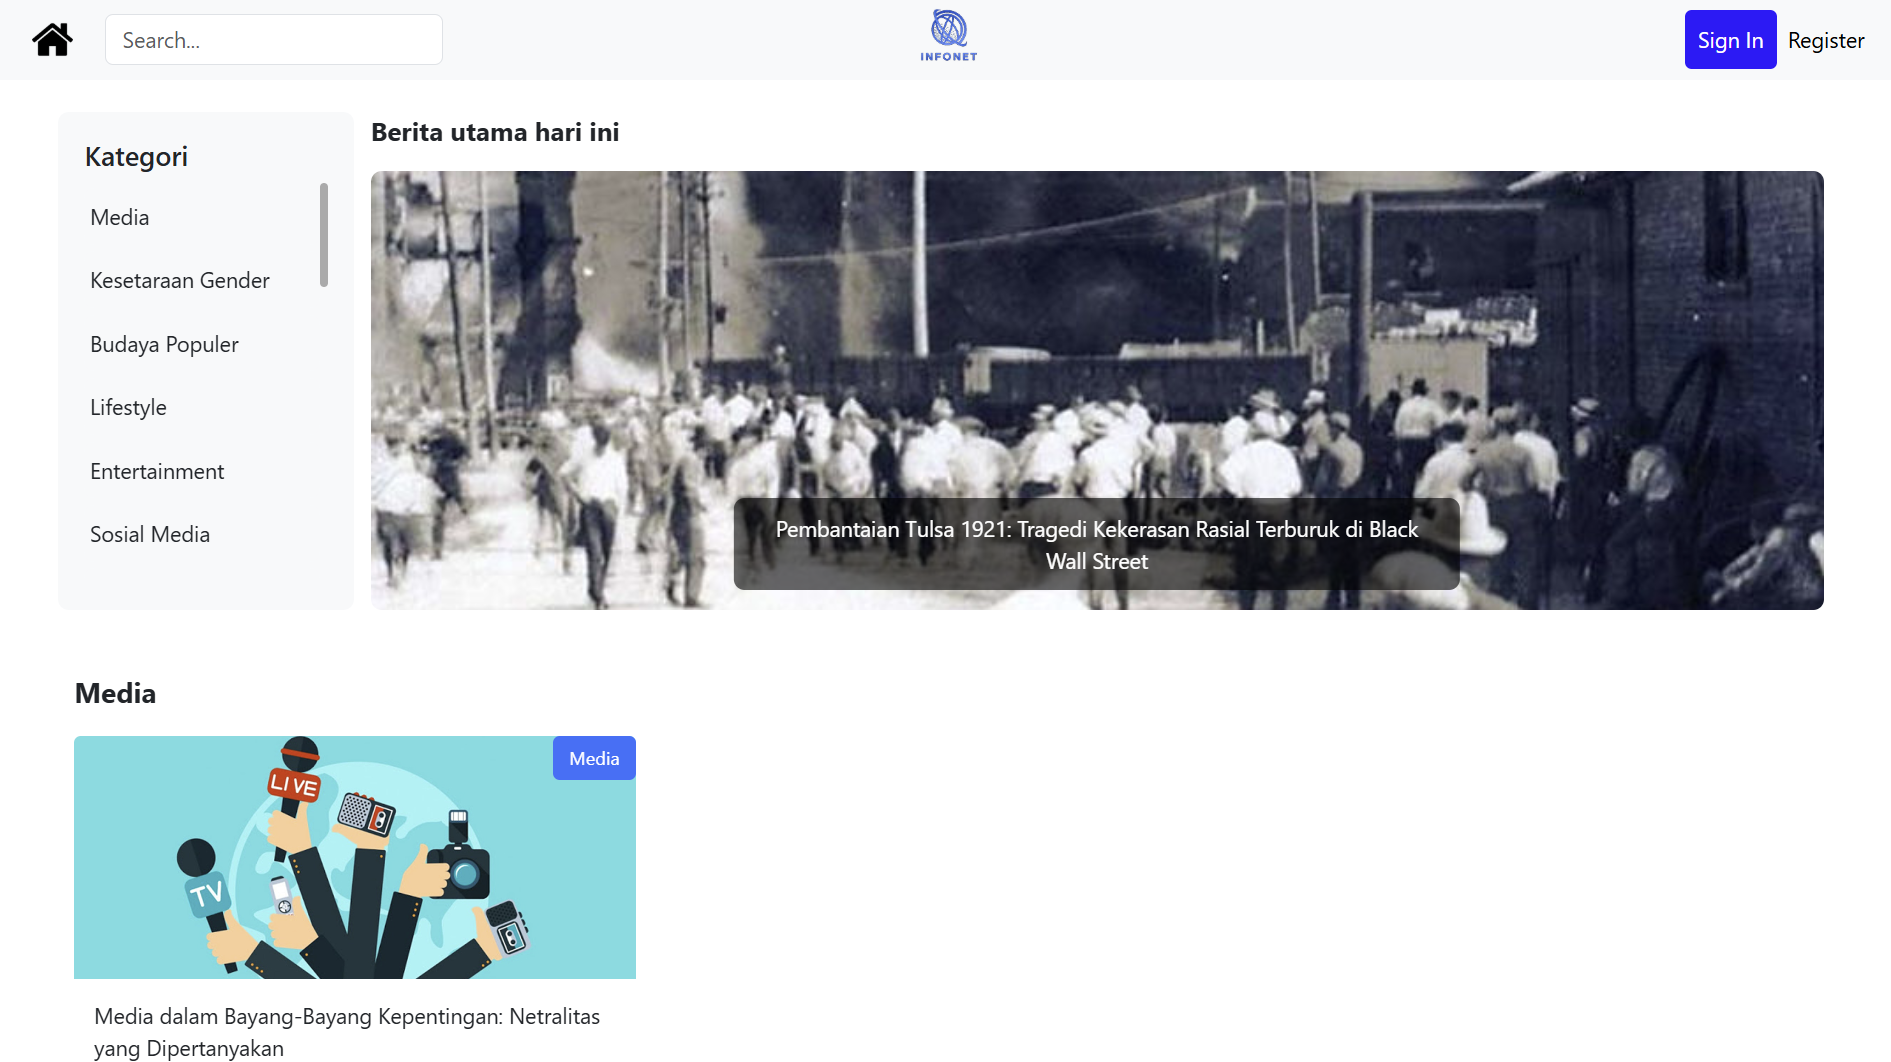 Search...
INFONET
Sign In
Register
Kategori
Media
Kesetaraan Gender
Budaya Populer
Lifestyle
Entertainment
Sosial Media
Berita utama hari ini
Pembantaian Tulsa 1921: Tragedi Kekerasan Rasial Terburuk di Black
Wall Street
Media
Media
LIVE
TV
Media dalam Bayang-Bayang Kepentingan: Netralitas
yang Dipertanyakan